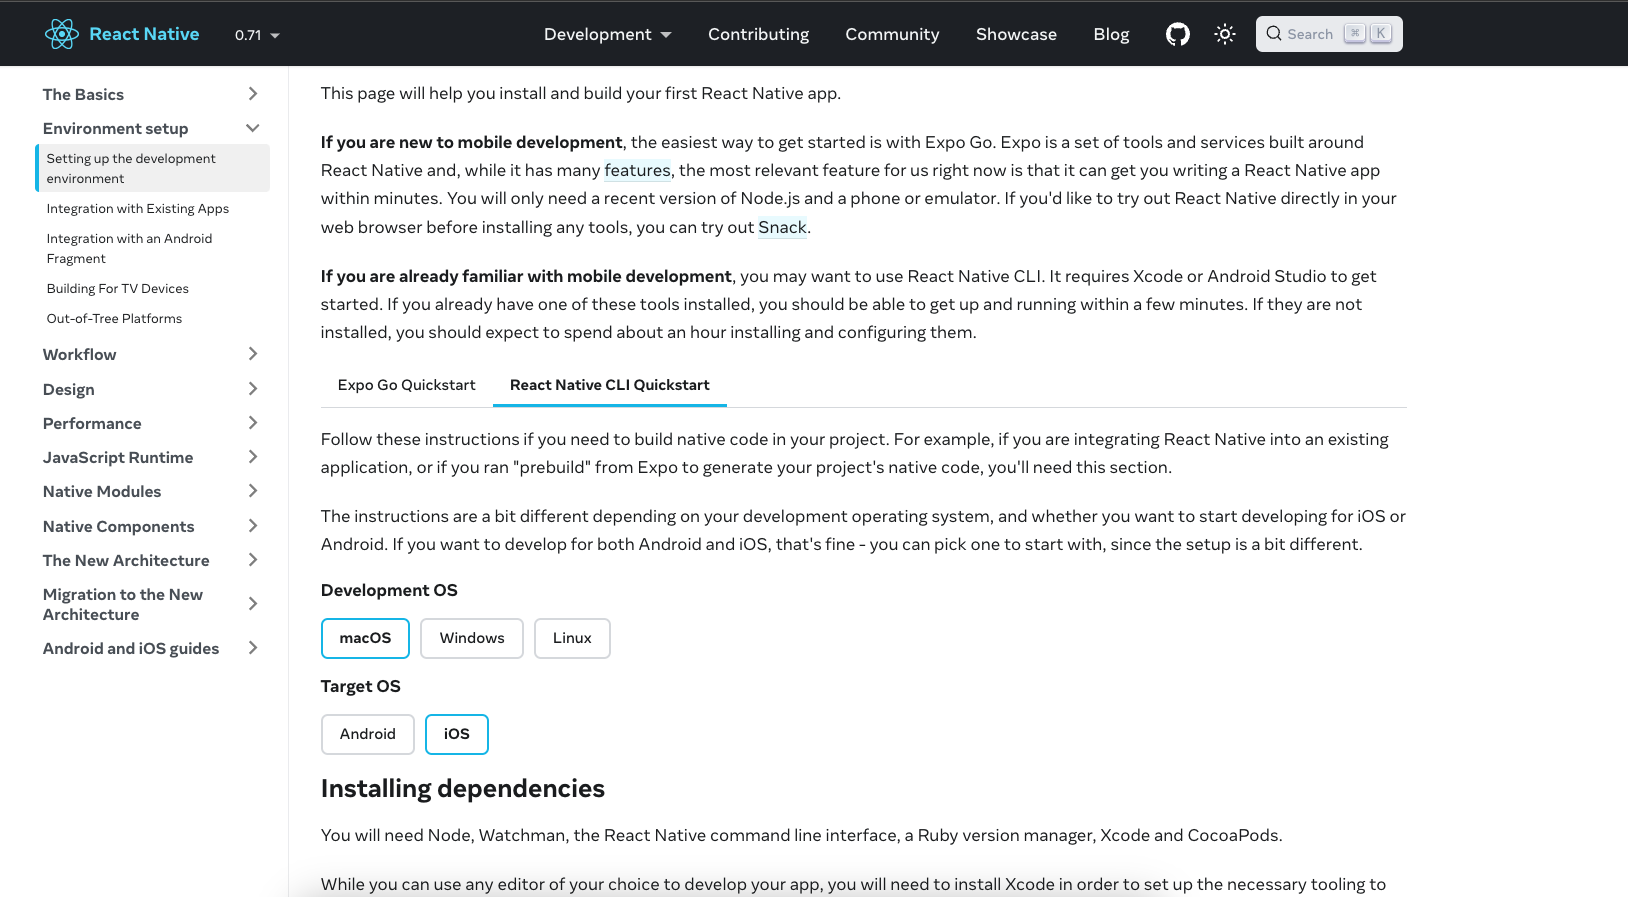 React Native
0.71
Development
Contributing
Community
Showcase
Blog
Search ⌘ K
The Basics
Environment setup
Setting up the development
environment
Integration with Existing Apps
Integration with an Android
Fragment
Building For TV Devices
Out-of-Tree Platforms
Workflow
Design
Performance
JavaScript Runtime
Native Modules
Native Components
The New Architecture
Migration to the New
Architecture
Android and iOS guides
This page will help you install and build your first React Native app.
If you are new to mobile development, the easiest way to get started is with Expo Go. Expo is a set of tools and services built around
React Native and, while it has many features, the most relevant feature for us right now is that it can get you writing a React Native app
within minutes. You will only need a recent version of Node.js and a phone or emulator. If you'd like to try out React Native directly in your
web browser before installing any tools, you can try out Snack.
If you are already familiar with mobile development, you may want to use React Native CLI. It requires Xcode or Android Studio to get
started. If you already have one of these tools installed, you should be able to get up and running within a few minutes. If they are not
installed, you should expect to spend about an hour installing and configuring them.
Expo Go Quickstart
React Native CLI Quickstart
Follow these instructions if you need to build native code in your project. For example, if you are integrating React Native into an existing
application, or if you ran "prebuild" from Expo to generate your project's native code, you'll need this section.
The instructions are a bit different depending on your development operating system, and whether you want to start developing for iOS or
Android. If you want to develop for both Android and iOS, that's fine - you can pick one to start with, since the setup is a bit different.
Development OS
macOS
Windows
Linux
Target OS
Android
iOS
Installing dependencies
You will need Node, Watchman, the React Native command line interface, a Ruby version manager, Xcode and CocoaPods.
While you can use any editor of your choice to develop your app, you will need to install Xcode in order to set up the necessary tooling to